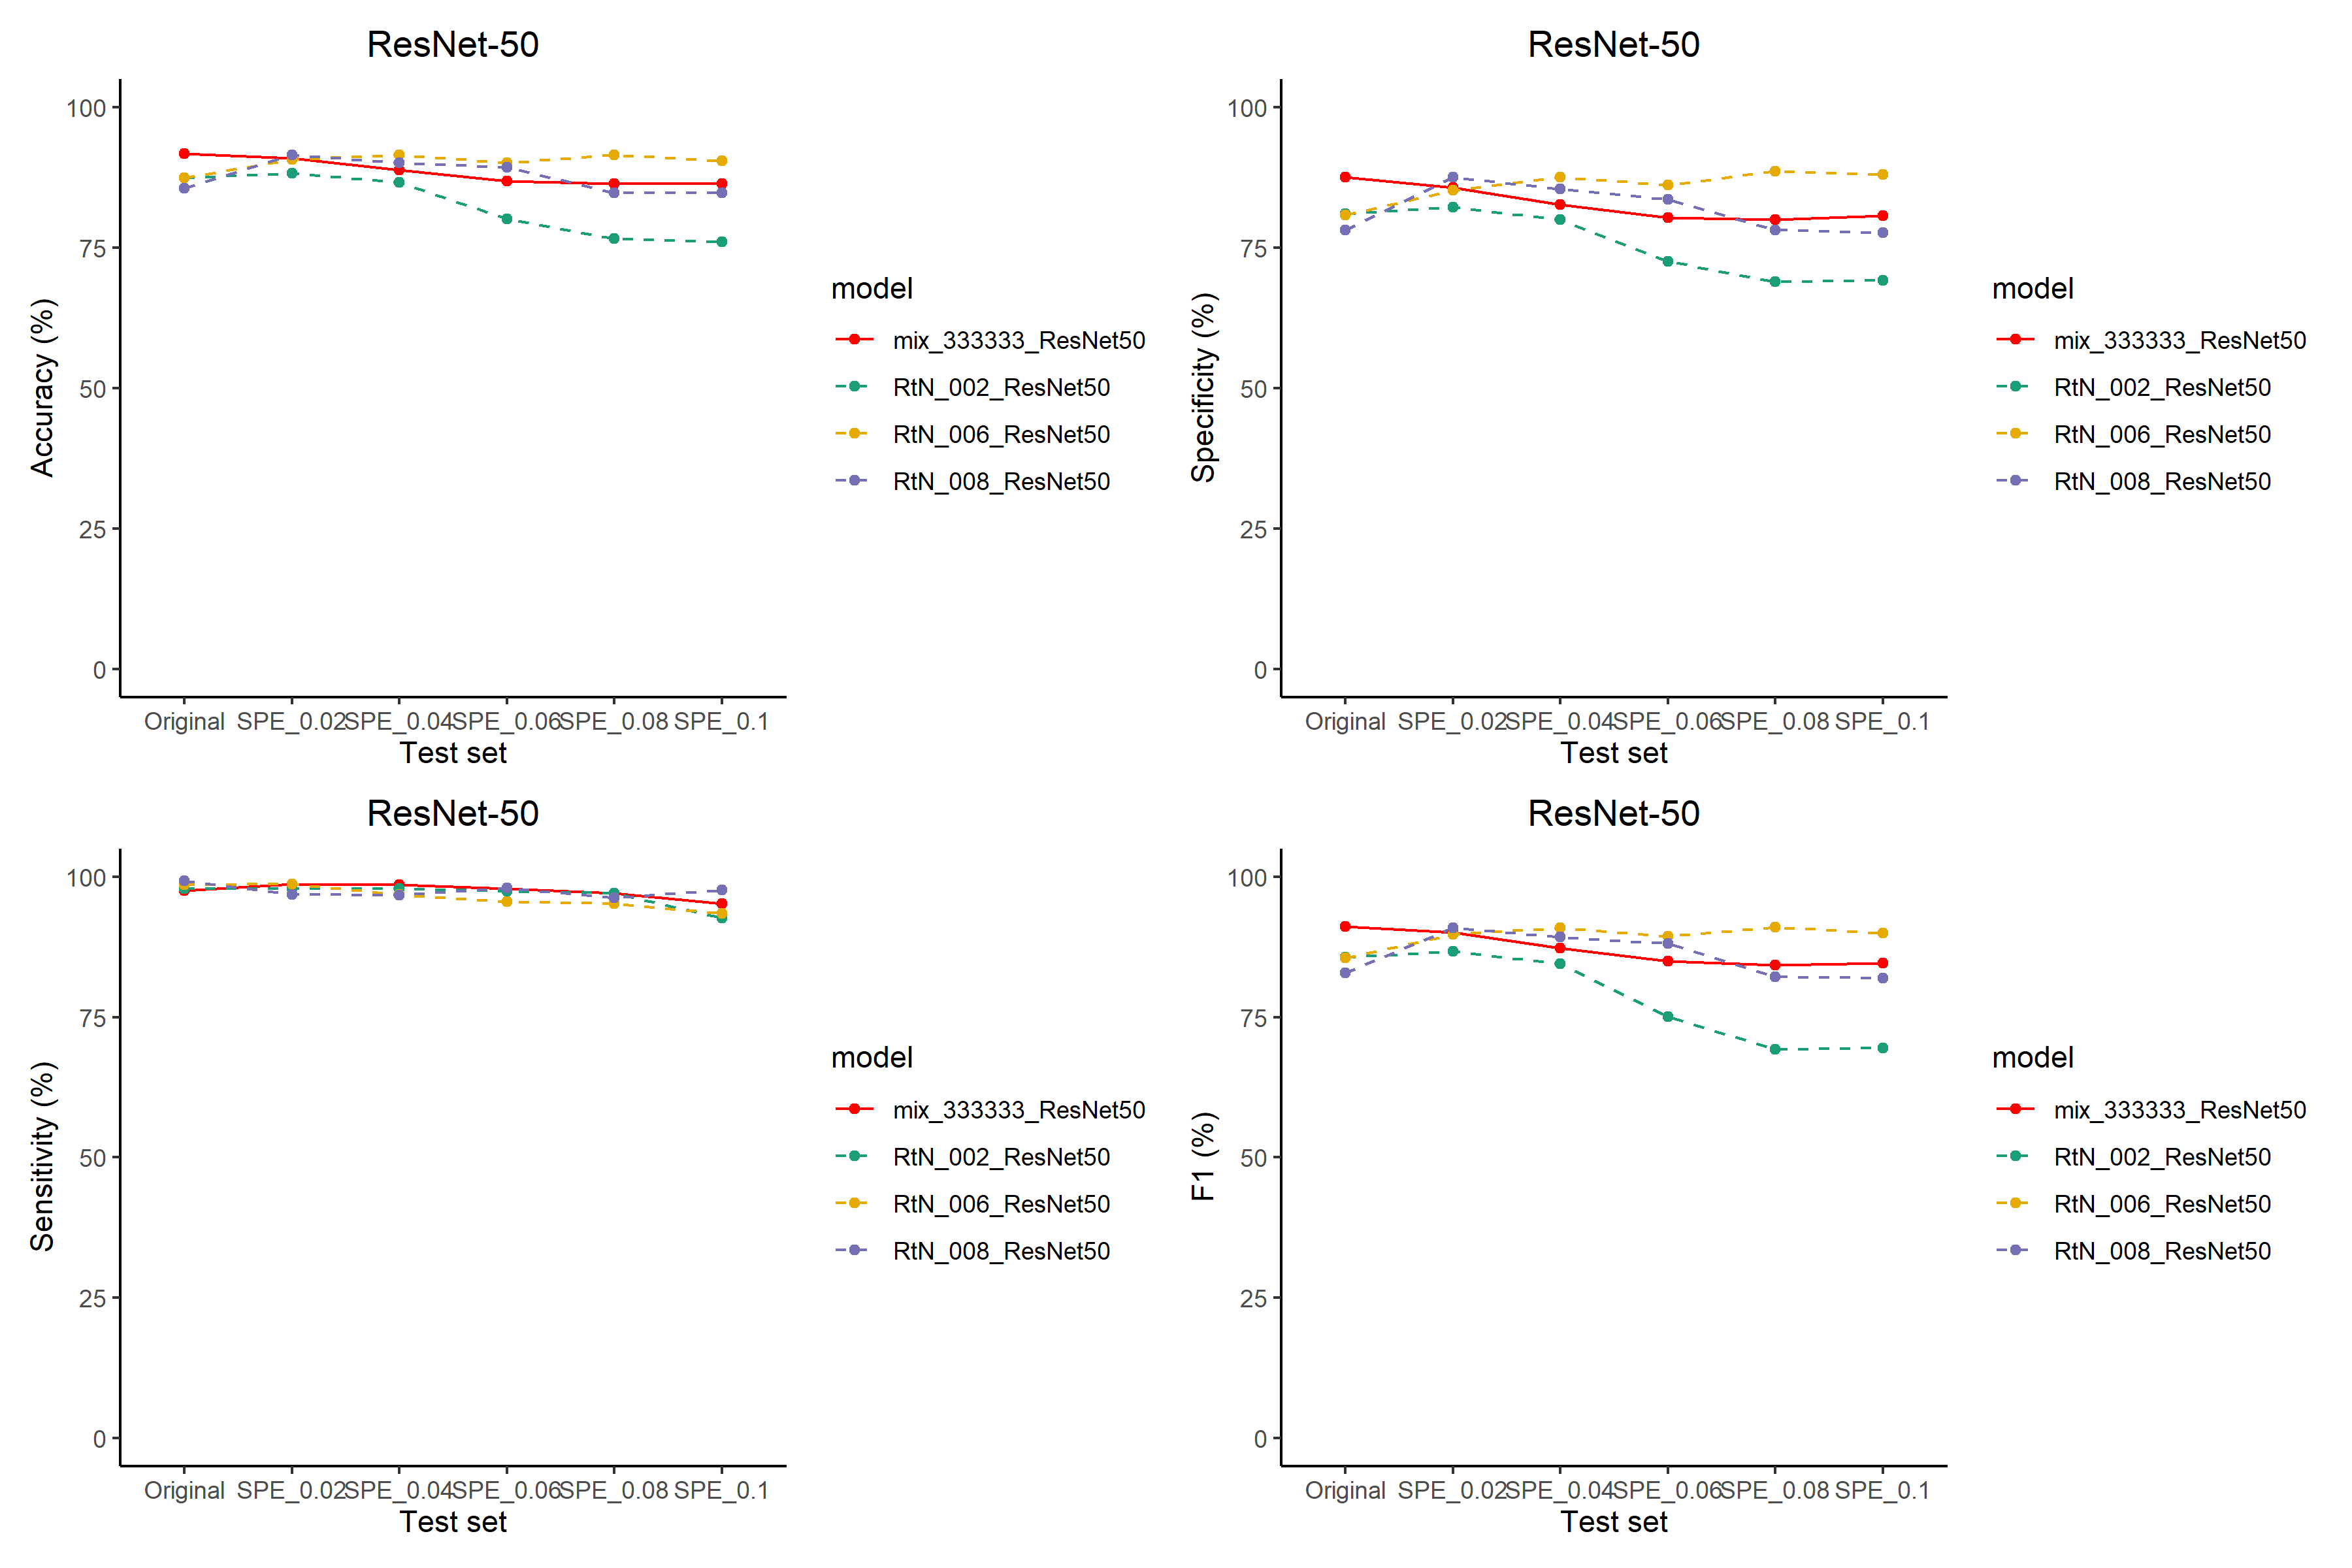 ResNet-50
Accuracy (%)
100
75
50
25
0
Original SPE_0.02 SPE_0.04 SPE_0.06 SPE_0.08 SPE_0.1
Test set
model
mix_333333_ResNet50
RtN_002_ResNet50
RtN_006_ResNet50
RtN_008_ResNet50
ResNet-50
Specificity (%)
100
75
50
25
0
Original SPE_0.02 SPE_0.04 SPE_0.06 SPE_0.08 SPE_0.1
Test set
model
mix_333333_ResNet50
RtN_002_ResNet50
RtN_006_ResNet50
RtN_008_ResNet50
ResNet-50
Sensitivity (%)
100
75
50
25
0
Original SPE_0.02 SPE_0.04 SPE_0.06 SPE_0.08 SPE_0.1
Test set
model
mix_333333_ResNet50
RtN_002_ResNet50
RtN_006_ResNet50
RtN_008_ResNet50
ResNet-50
F1 (%)
100
75
50
25
0
Original SPE_0.02 SPE_0.04 SPE_0.06 SPE_0.08 SPE_0.1
Test set
model
mix_333333_ResNet50
RtN_002_ResNet50
RtN_006_ResNet50
RtN_008_ResNet50